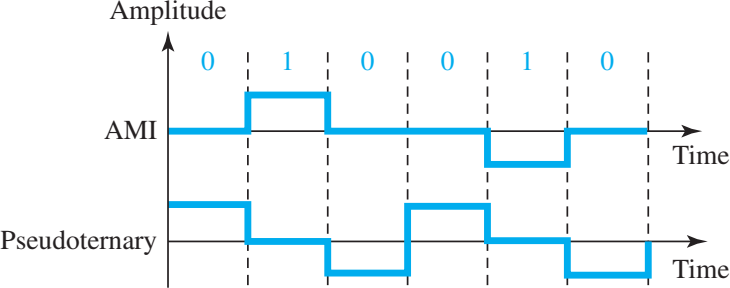 Amplitude
0 1 0 0 1 0
AMI
Time
Pseudoternary
Time